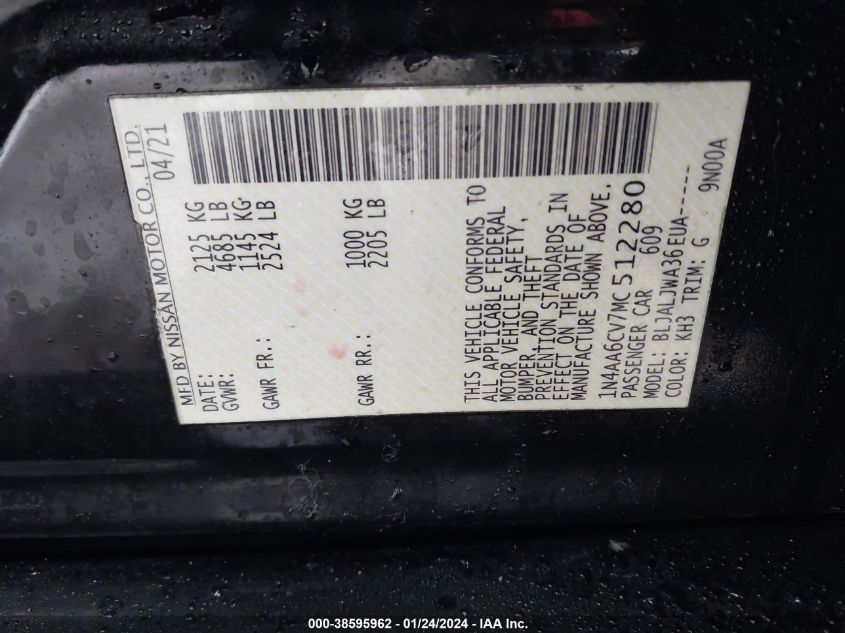 MFD BY NISSAN MOTOR CO., LTD.
DATE: 04/21
GVWR: 2125 KG
4685 LB
GAWR FR.: 1145 KG
2524 LB
GAWR RR.: 1000 KG
2205 LB
THIS VEHICLE CONFORMS TO
ALL APPLICABLE FEDERAL
MOTOR VEHICLE SAFETY,
BUMPER, AND THEFT
PREVENTION STANDARDS IN
EFFECT ON THE DATE OF
MANUFACTURE SHOWN ABOVE.
1N4AA6CV7MC512280
PASSENGER CAR 609
MODEL: BLJALJWA36EUA------
COLOR: KH3 TRIM: G 9N00A
000-38595962 - 01/24/2024 - IAA Inc.